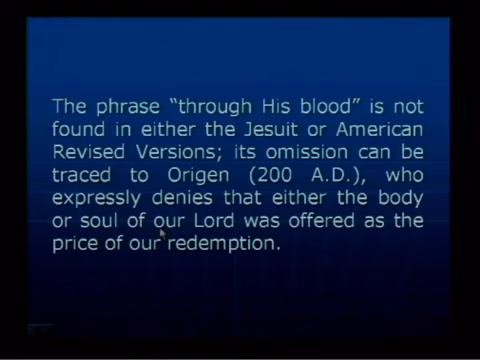 The phrase “through His blood” is not
found in either the Jesuit or American
Revised Versions; its omission can be
traced to Origen (200 A.D.), who
expressly denies that either the body
or soul of our Lord was offered as the
price of our redemption.